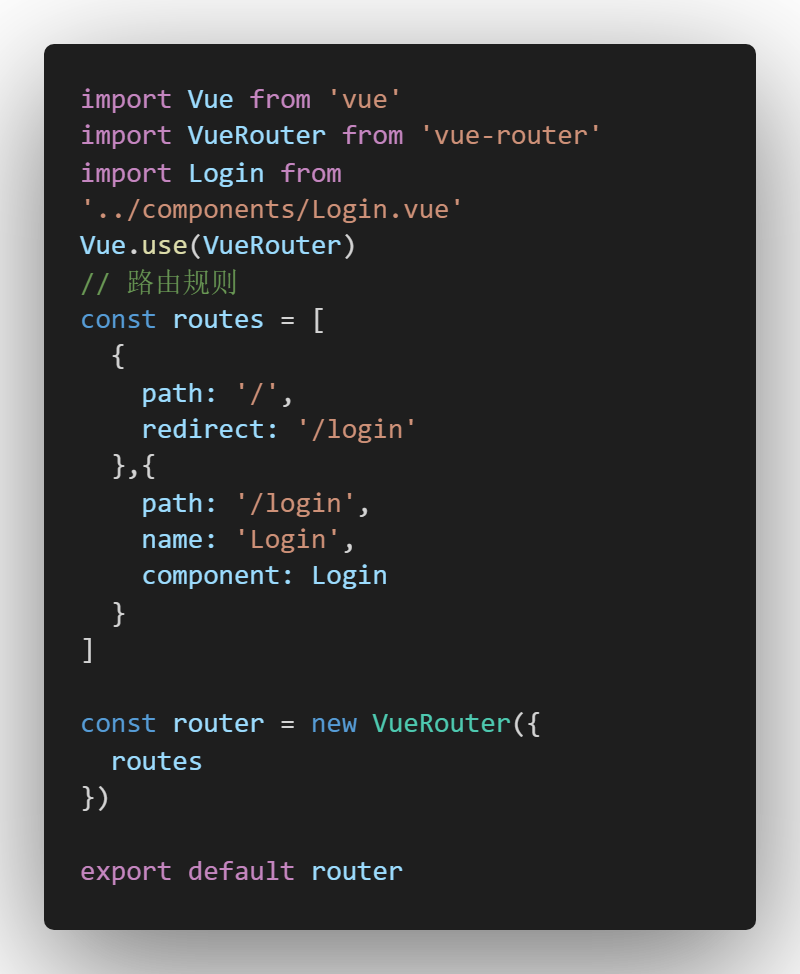 import Vue from 'vue'
import VueRouter from 'vue-router'
import Login from
'../components/Login.vue'
Vue.use(VueRouter)
// 路由规则
const routes = [
  {
    path: '/',
    redirect: '/login'
  },{
    path: '/login',
    name: 'Login',
    component: Login
  }
]

const router = new VueRouter({
  routes
})

export default router